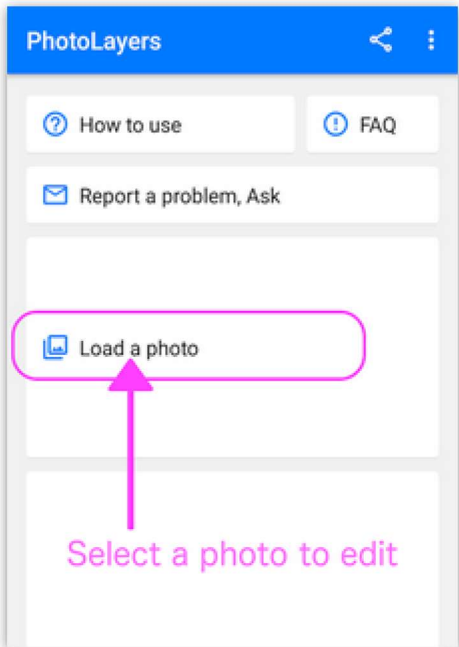 PhotoLayers
How to use
FAQ
Report a problem, Ask
Load a photo
Select a photo to edit